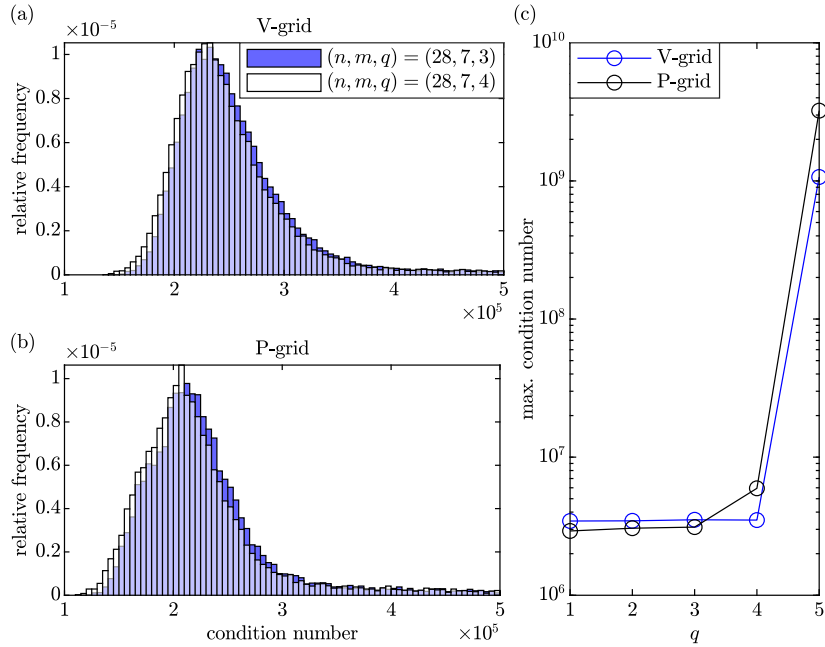 (a)
V-grid
×10⁻⁵
(n, m, q) = (28, 7, 3)
(n, m, q) = (28, 7, 4)
relative frequency
1
0.8
0.6
0.4
0.2
0
1 2 3 4 5
×10⁵
(b)
P-grid
×10⁻⁵
relative frequency
1
0.8
0.6
0.4
0.2
0
1 2 3 4 5
condition number
×10⁵
(c)
V-grid
P-grid
max. condition number
10¹⁰
10⁹
10⁸
10⁷
10⁶
1 2 3 4 5
q